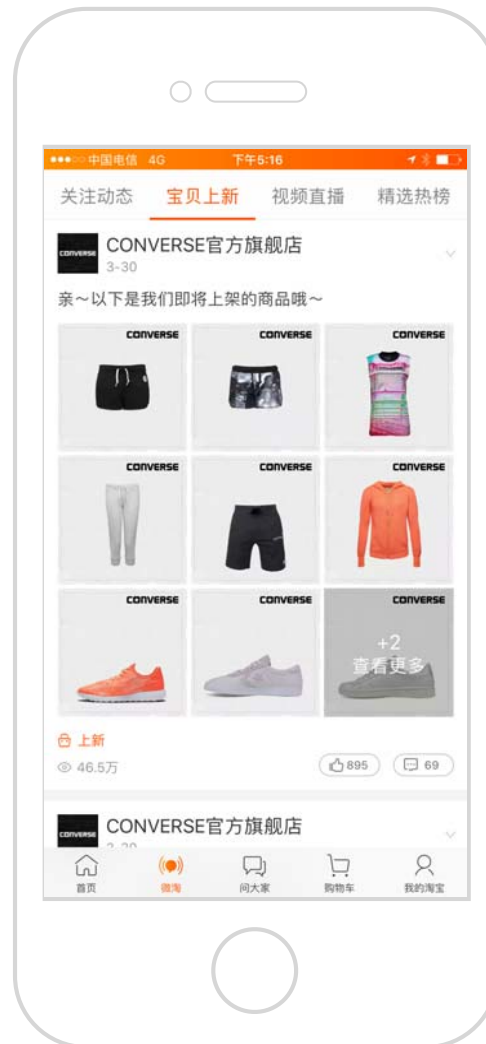 中国电信 4G 下午5:16
关注动态 宝贝上新 视频直播 精选热榜
CONVERSE
CONVERSE官方旗舰店
3-30
亲~以下是我们即将上架的商品哦~
CONVERSE CONVERSE CONVERSE
CONVERSE CONVERSE CONVERSE
CONVERSE CONVERSE CONVERSE
+2
查看更多
上新
46.5万 895 69
CONVERSE
CONVERSE官方旗舰店
首页 微淘 问大家 购物车 我的淘宝